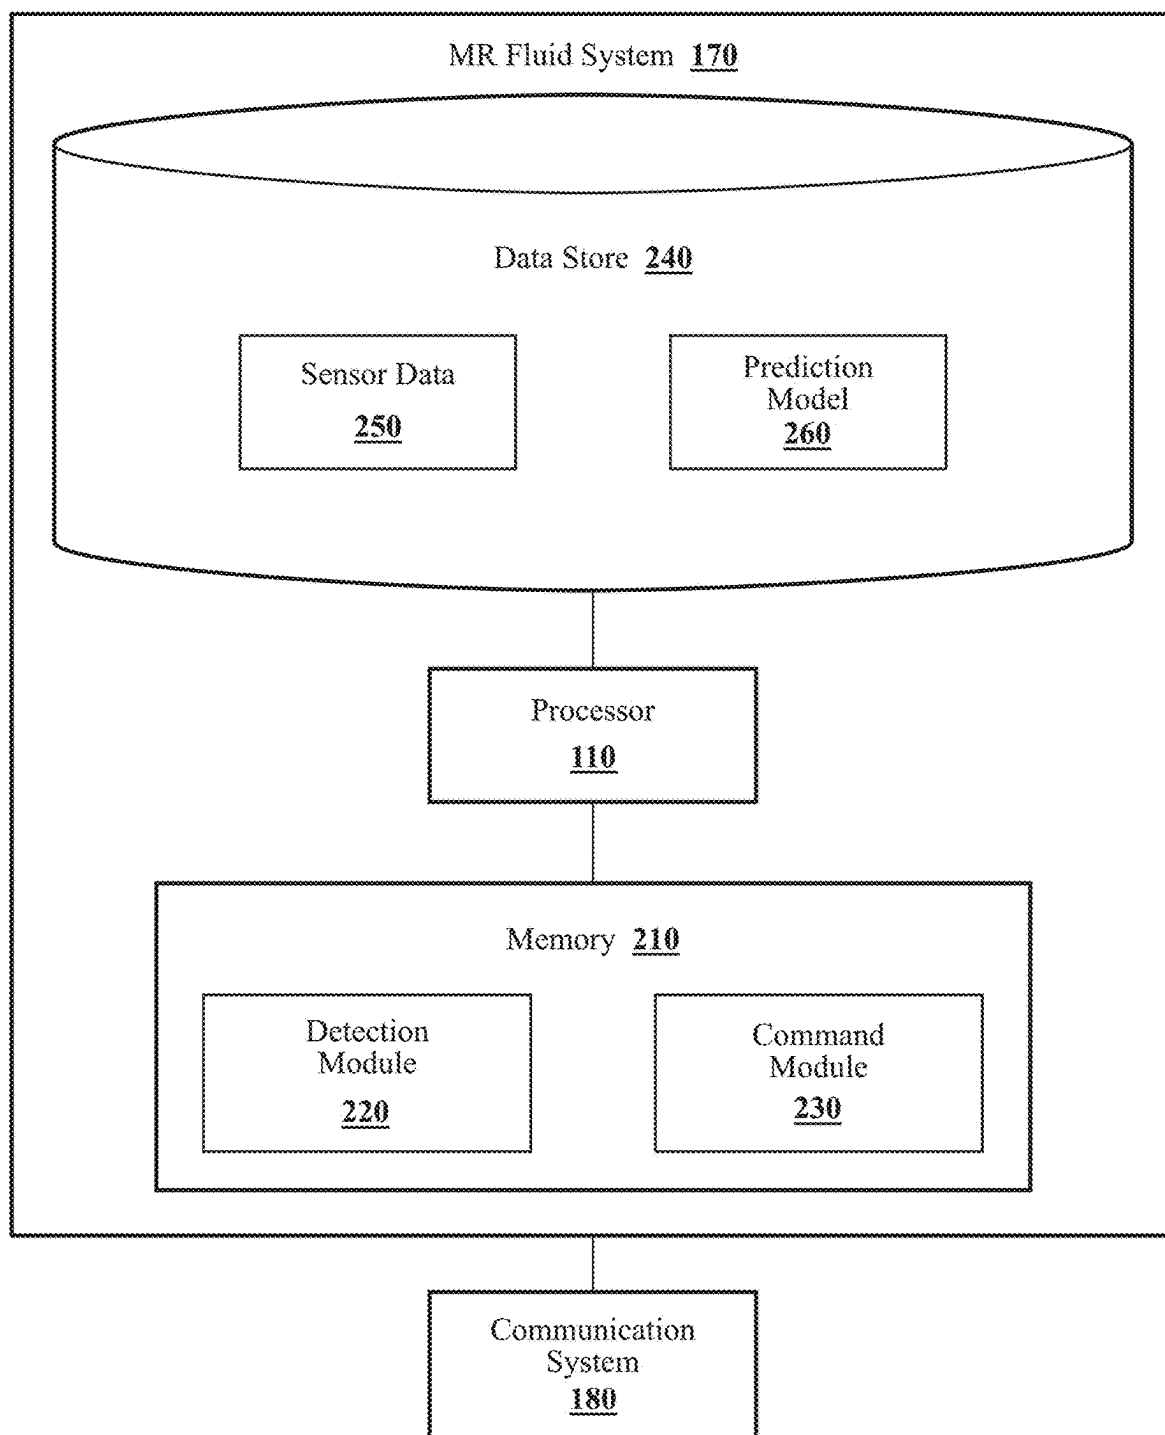 MR Fluid System 170
Data Store 240
Sensor Data
250
Prediction
Model
260
Processor
110
Memory 210
Detection
Module
220
Command
Module
230
Communication
System
180